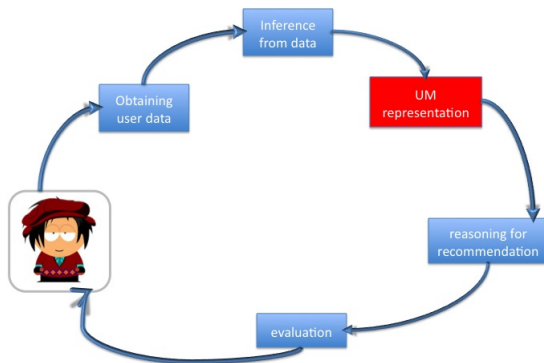 Inference
from data
Obtaining
user data
UM
representation
reasoning for
recommendation
evaluation